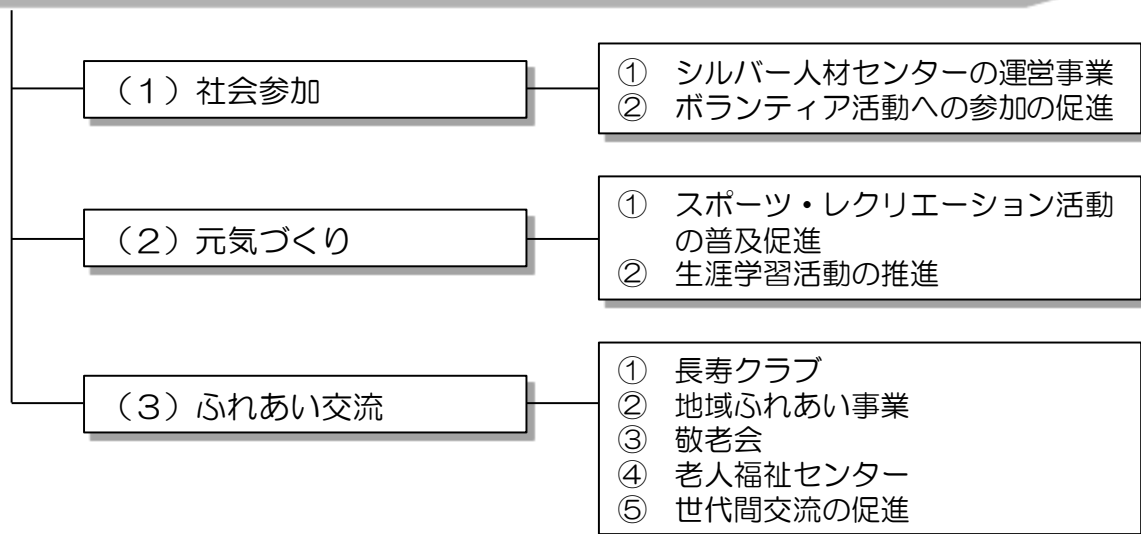 （１）社会参加
① シルバー人材センターの運営事業
② ボランティア活動への参加の促進
（２）元気づくり
① スポーツ・レクリエーション活動
の普及促進
② 生涯学習活動の推進
（３）ふれあい交流
① 長寿クラブ
② 地域ふれあい事業
③ 敬老会
④ 老人福祉センター
⑤ 世代間交流の促進